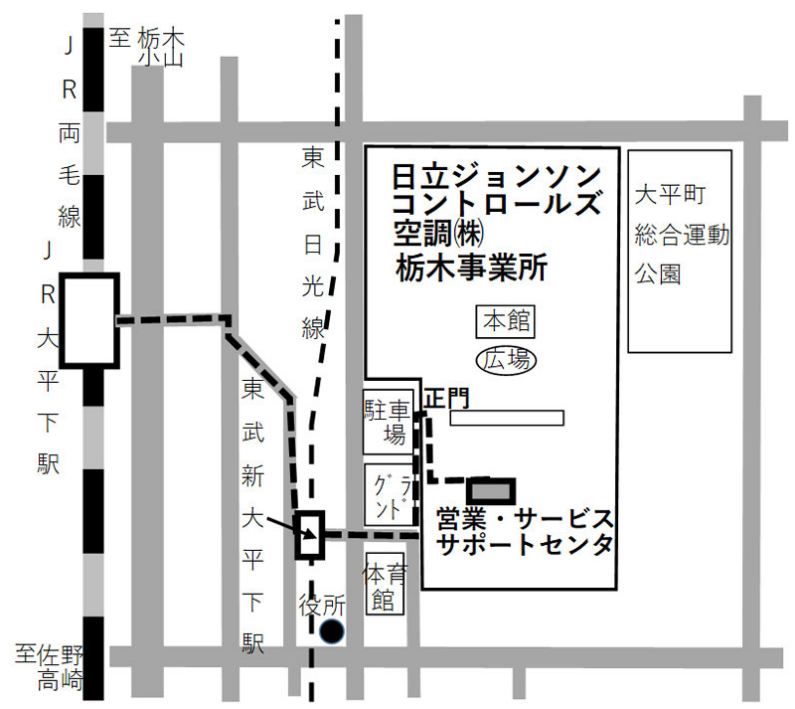 至 栃木
小山
JR両毛線
JR大平下駅
東武日光線
日立ジョンソン
コントロールズ
空調㈱
栃木事業所
大平町
総合運動
公園
本館
広場
正門
駐車
場
グラ
ンド
東武新大平下駅
営業・サービス
サポートセンタ
体育
館
役所
至佐野
高崎